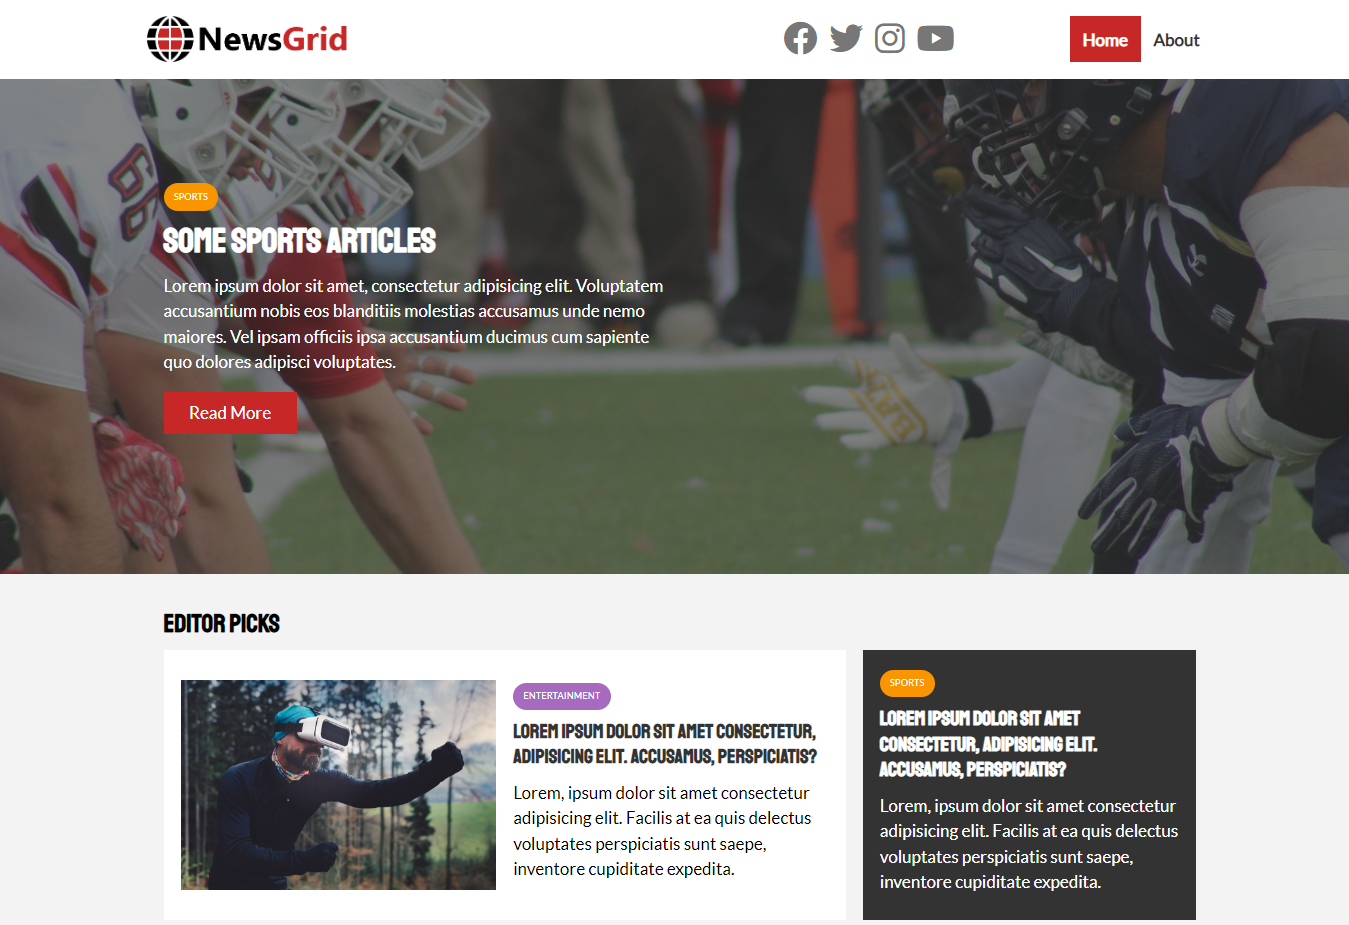 NewsGrid
Home
About
SPORTS
SOME SPORTS ARTICLES
Lorem ipsum dolor sit amet, consectetur adipisicing elit. Voluptatem
accusantium nobis eos blanditiis molestias accusamus unde nemo
maiores. Vel ipsam officiis ipsa accusantium ducimus cum sapiente
quo dolores adipisci voluptates.
Read More
EDITOR PICKS
ENTERTAINMENT
LOREM IPSUM DOLOR SIT AMET CONSECTETUR,
ADIPISICING ELIT. ACCUSAMUS, PERSPICIATIS?
Lorem, ipsum dolor sit amet consectetur
adipisicing elit. Facilis at ea quis delectus
voluptates perspiciatis sunt saepe,
inventore cupiditate expedita.
SPORTS
LOREM IPSUM DOLOR SIT AMET
CONSECTETUR, ADIPISICING ELIT.
ACCUSAMUS, PERSPICIATIS?
Lorem, ipsum dolor sit amet consectetur
adipisicing elit. Facilis at ea quis delectus
voluptates perspiciatis sunt saepe,
inventore cupiditate expedita.